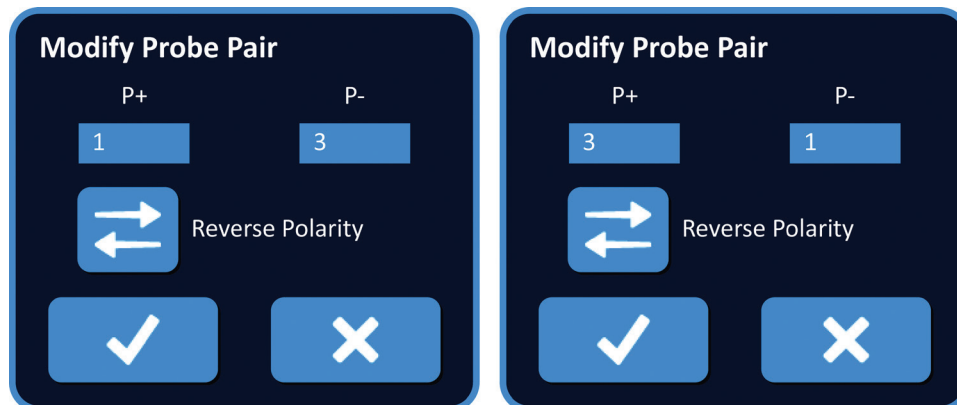 Modify Probe Pair
P+ P-
1 3
Reverse Polarity
Modify Probe Pair
P+ P-
3 1
Reverse Polarity